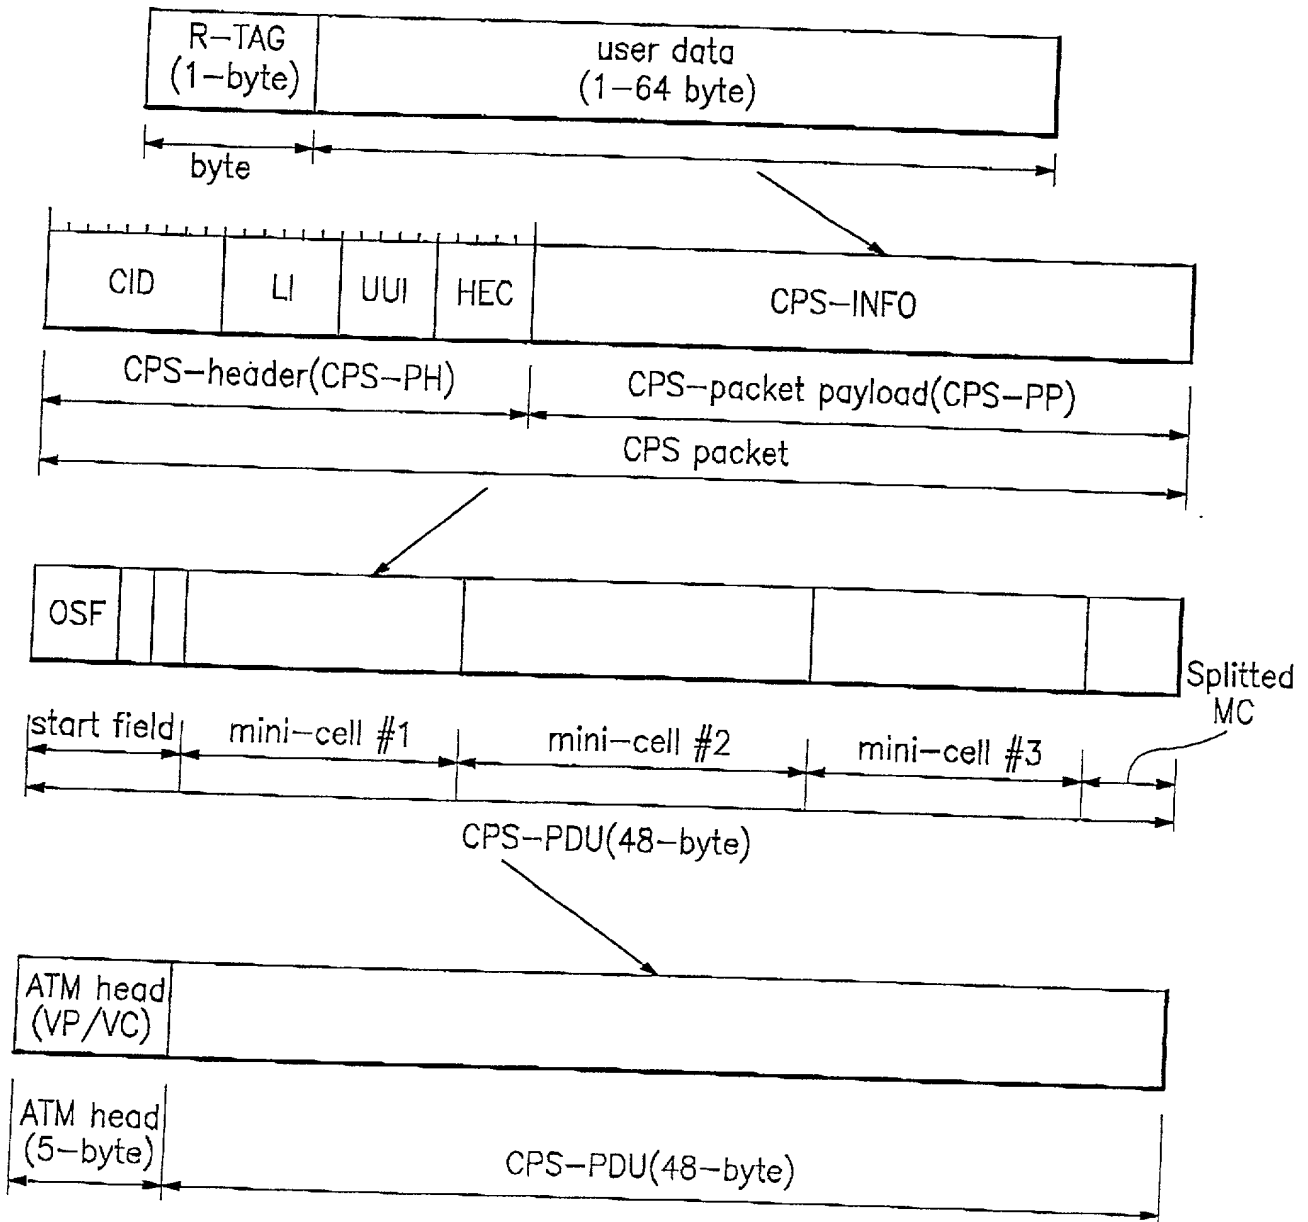 R-TAG
(1-byte)
user data
(1-64 byte)
byte
CID
LI
UUI
HEC
CPS-INFO
CPS-header(CPS-PH)
CPS-packet payload(CPS-PP)
CPS packet
OSF
Splitted
MC
start field
mini-cell #1
mini-cell #2
mini-cell #3
CPS-PDU(48-byte)
ATM head
(VP/VC)
ATM head
(5-byte)
CPS-PDU(48-byte)